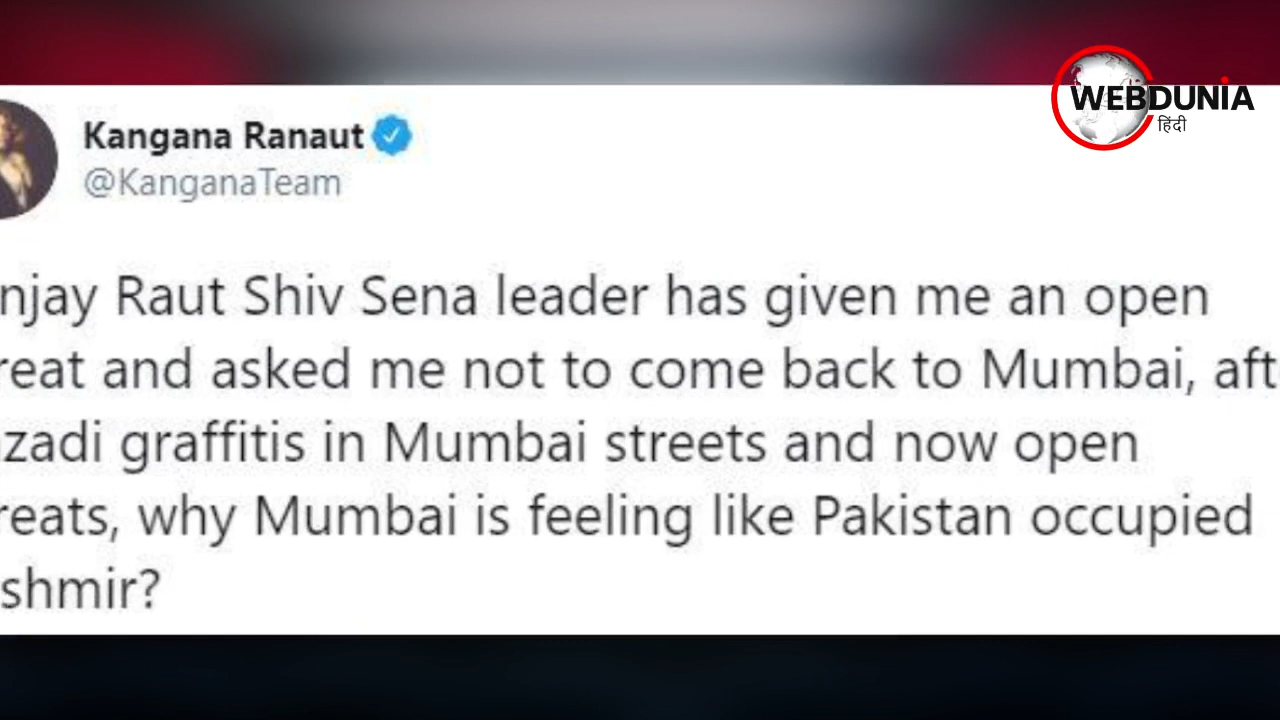 WEBDUNIA
हिंदी
Kangana Ranaut
@KanganaTeam
njay Raut Shiv Sena leader has given me an open
reat and asked me not to come back to Mumbai, aft
zadi graffitis in Mumbai streets and now open
reats, why Mumbai is feeling like Pakistan occupied
shmir?